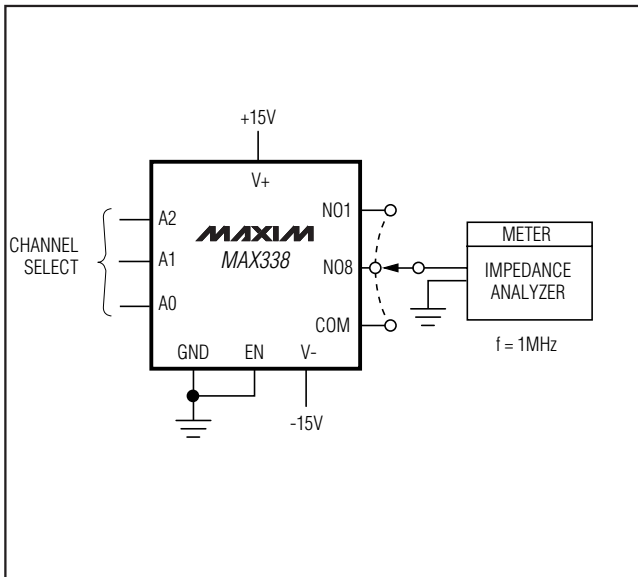 +15V
V+
A2
A1
A0
CHANNEL
SELECT
MAXIM
MAX338
NO1
NO8
COM
GND
EN
V-
-15V
METER
IMPEDANCE
ANALYZER
f = 1MHz